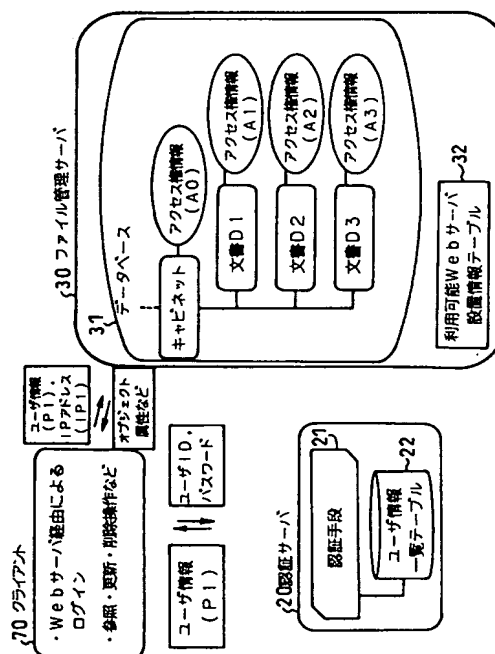 70 クライアント
・Webサーバ経由による
ログイン
・参照・更新・削除操作など
ユーザ情報
(P1),
IPアドレス
(IP1)
オブジェクト
属性など
ユーザ情報
(P1)
ユーザID,
パスワード
20認証サーバ
21
認証手段
22
ユーザ情報
一覧テーブル
30 ファイル管理サーバ
31
データベース
キャビネット
アクセス権情報
(A0)
文書D1
アクセス権情報
(A1)
文書D2
アクセス権情報
(A2)
文書D3
アクセス権情報
(A3)
32
利用可能Webサーバ
設置情報テーブル